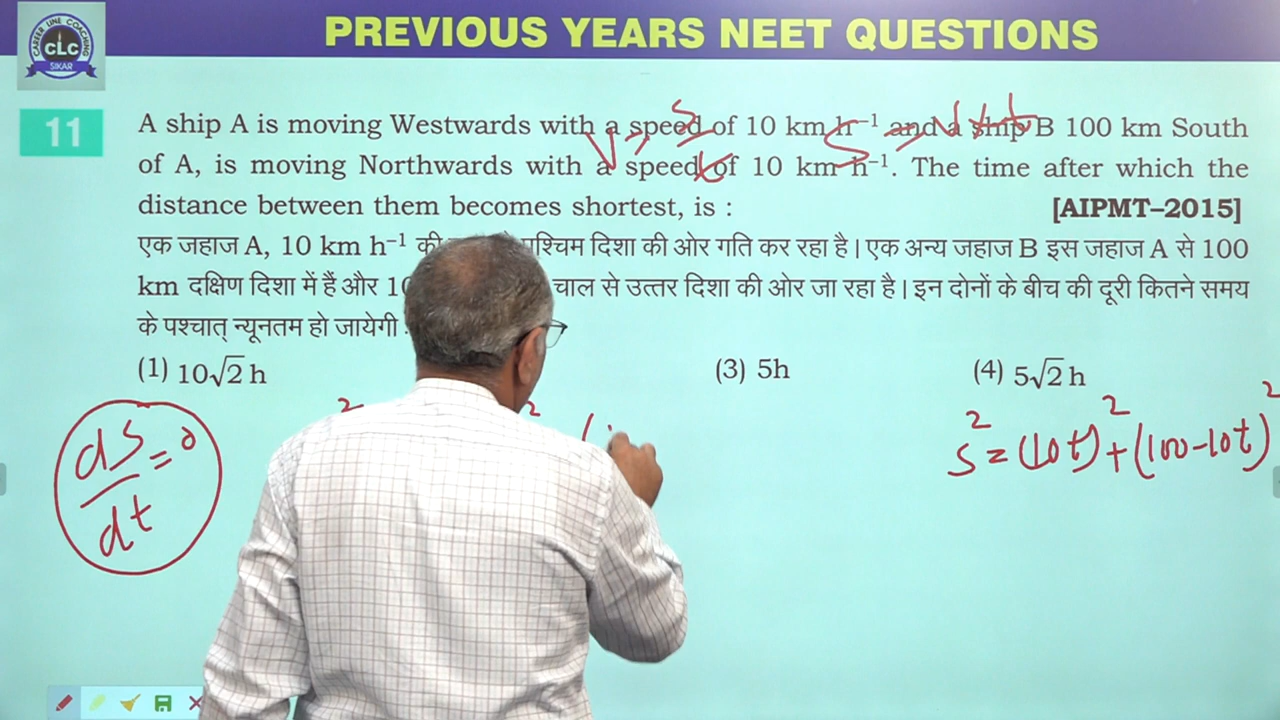 PREVIOUS YEARS NEET QUESTIONS
CAREER LINE COACHING
CLC
SIKAR
11
A ship A is moving Westwards with a speed of 10 km h⁻¹ and a ship B 100 km South
of A, is moving Northwards with a speed of 10 km h⁻¹. The time after which the
distance between them becomes shortest, is : [AIPMT–2015]
एक जहाज A, 10 km h⁻¹ की पश्चिम दिशा की ओर गति कर रहा है। एक अन्य जहाज B इस जहाज A से 100
km दक्षिण दिशा में हैं और 10 चाल से उत्तर दिशा की ओर जा रहा है। इन दोनों के बीच की दूरी कितने समय
के पश्चात् न्यूनतम हो जायेगी
(1) 10√2 h (3) 5h (4) 5√2 h
dS/dt = 0
2 2 (
S² = (10t)² + (100-10t)²